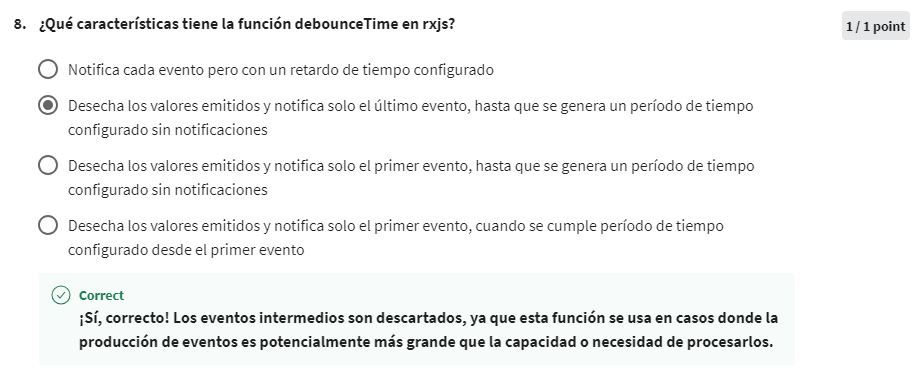 8. ¿Qué características tiene la función debounceTime en rxjs?
1 / 1 point
Notifica cada evento pero con un retardo de tiempo configurado
Desecha los valores emitidos y notifica solo el último evento, hasta que se genera un período de tiempo
configurado sin notificaciones
Desecha los valores emitidos y notifica solo el primer evento, hasta que se genera un período de tiempo
configurado sin notificaciones
Desecha los valores emitidos y notifica solo el primer evento, cuando se cumple período de tiempo
configurado desde el primer evento
Correct
¡Sí, correcto! Los eventos intermedios son descartados, ya que esta función se usa en casos donde la
producción de eventos es potencialmente más grande que la capacidad o necesidad de procesarlos.